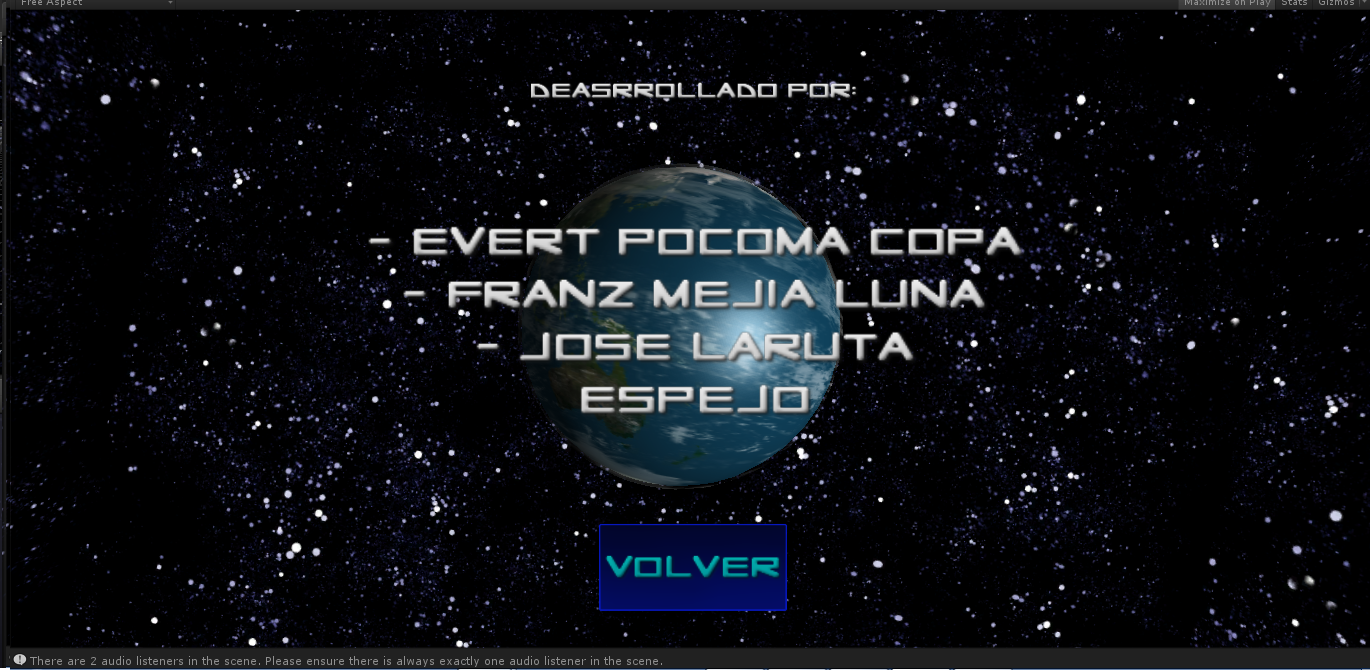 Free Aspect
Maximize on Play Stats Gizmos
DEASRROLLADO POR:
- EVERT POCOMA COPA
- FRANZ MEJIA LUNA
- JOSE LARUTA
ESPEJO
VOLVER
There are 2 audio listeners in the scene. Please ensure there is always exactly one audio listener in the scene.